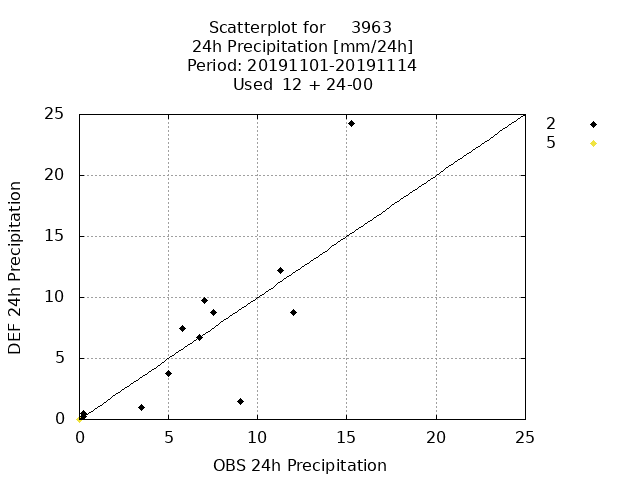 Scatterplot for 3963
24h Precipitation [mm/24h]
Period: 20191101-20191114
Used 12 + 24-00
25
20
15
10
5
0
DEF 24h Precipitation
0 5 10 15 20 25
OBS 24h Precipitation
2
5